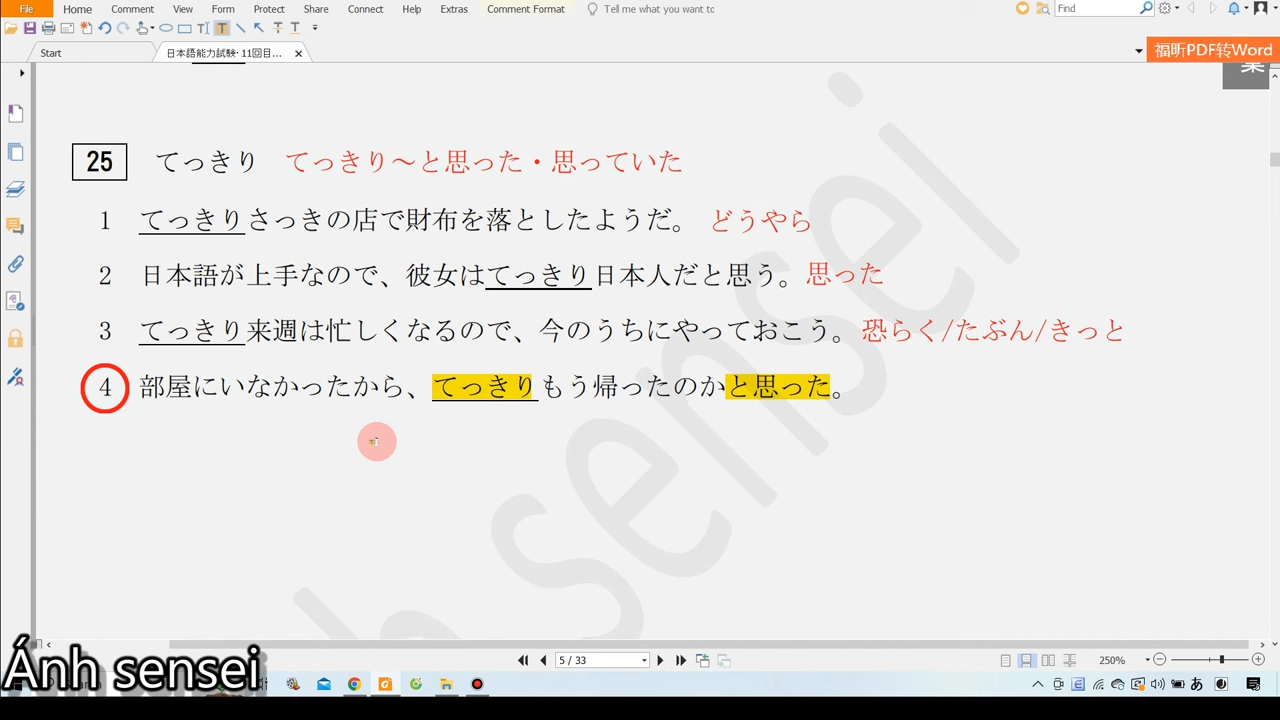 File Home Comment View Form Protect Share Connect Help Extras Comment Format Tell me what you want tc Find
Start 日本語能力試験- 11回目...
福昕PDF转Word
25 てっきり てっきり～と思った・思っていた
1 てっきりさっきの店で財布を落としたようだ。 どうやら
2 日本語が上手なので、彼女はてっきり日本人だと思う。 思った
3 てっきり来週は忙しくなるので、今のうちにやっておこう。 恐らく/たぶん/きっと
4 部屋にいなかったから、てっきりもう帰ったのかと思った。
h sensei
5 / 33
250%
Ánh sensei